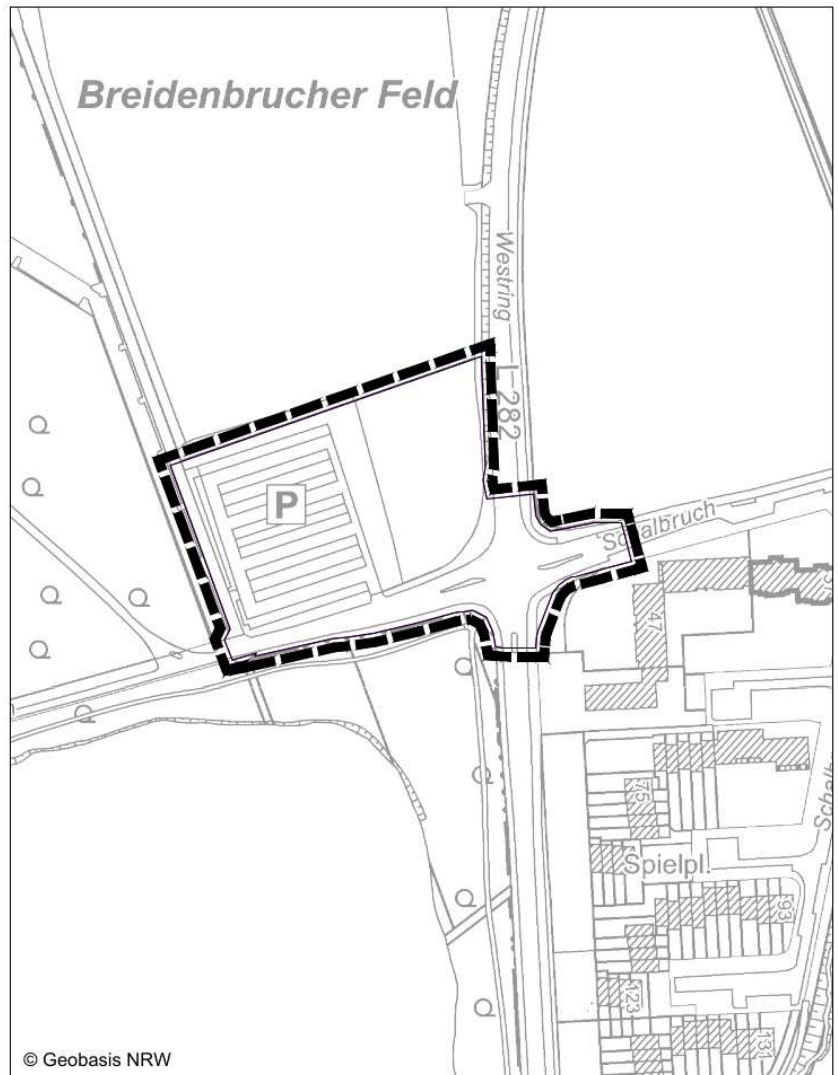 Breidenbrucher Feld
Westring
L 282
P
Schalbruch
47
75
Spielpl.
93
123
131
© Geobasis NRW